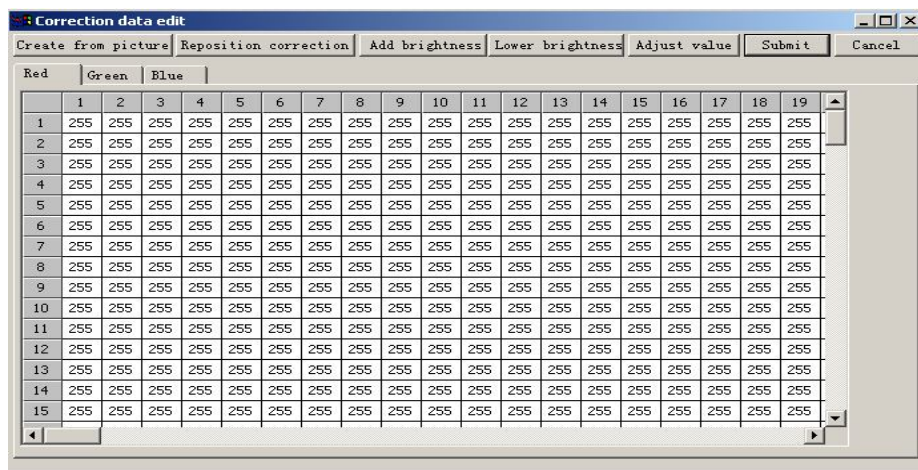 Correction data edit
Create from picture Reposition correction Add brightness Lower brightness Adjust value Submit Cancel
Red Green Blue
1 2 3 4 5 6 7 8 9 10 11 12 13 14 15 16 17 18 19
1 255 255 255 255 255 255 255 255 255 255 255 255 255 255 255 255 255 255 255
2 255 255 255 255 255 255 255 255 255 255 255 255 255 255 255 255 255 255 255
3 255 255 255 255 255 255 255 255 255 255 255 255 255 255 255 255 255 255 255
4 255 255 255 255 255 255 255 255 255 255 255 255 255 255 255 255 255 255 255
5 255 255 255 255 255 255 255 255 255 255 255 255 255 255 255 255 255 255 255
6 255 255 255 255 255 255 255 255 255 255 255 255 255 255 255 255 255 255 255
7 255 255 255 255 255 255 255 255 255 255 255 255 255 255 255 255 255 255 255
8 255 255 255 255 255 255 255 255 255 255 255 255 255 255 255 255 255 255 255
9 255 255 255 255 255 255 255 255 255 255 255 255 255 255 255 255 255 255 255
10 255 255 255 255 255 255 255 255 255 255 255 255 255 255 255 255 255 255 255
11 255 255 255 255 255 255 255 255 255 255 255 255 255 255 255 255 255 255 255
12 255 255 255 255 255 255 255 255 255 255 255 255 255 255 255 255 255 255 255
13 255 255 255 255 255 255 255 255 255 255 255 255 255 255 255 255 255 255 255
14 255 255 255 255 255 255 255 255 255 255 255 255 255 255 255 255 255 255 255
15 255 255 255 255 255 255 255 255 255 255 255 255 255 255 255 255 255 255 255